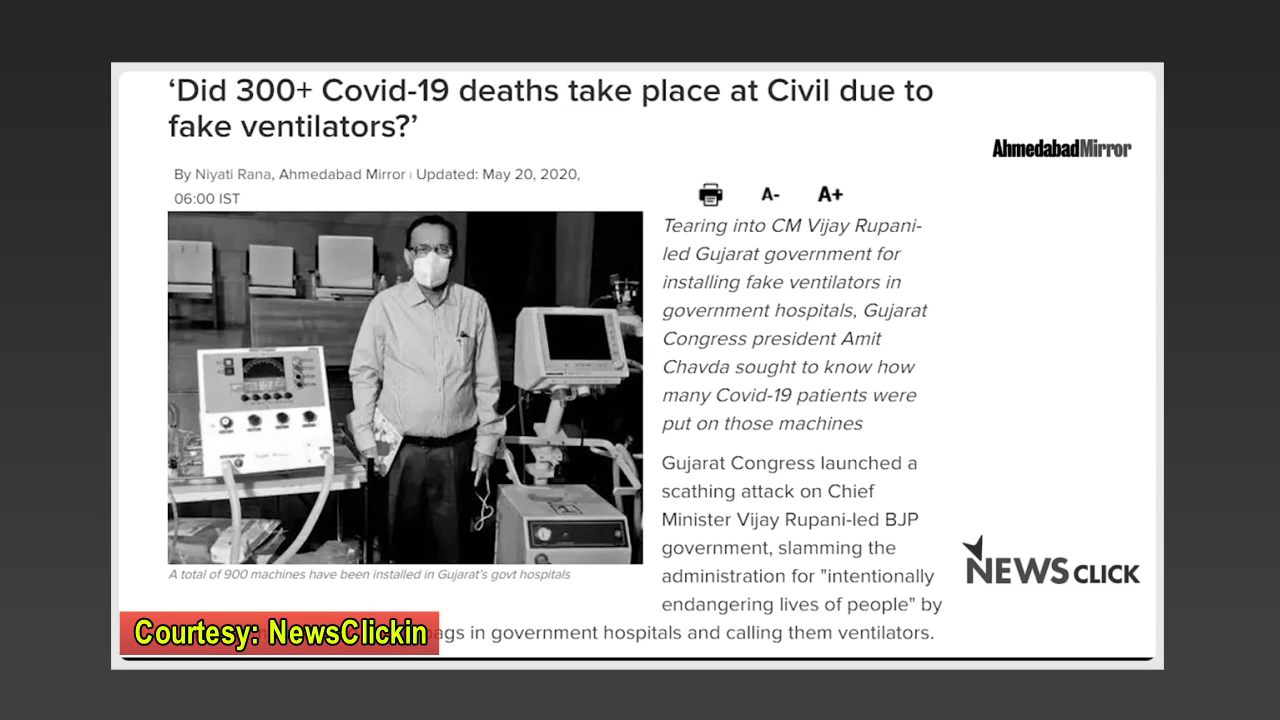 ‘Did 300+ Covid-19 deaths take place at Civil due to
fake ventilators?’
AhmedabadMirror
By Niyati Rana, Ahmedabad Mirror | Updated: May 20, 2020,
06:00 IST
A- A+
Tearing into CM Vijay Rupani-
led Gujarat government for
installing fake ventilators in
government hospitals, Gujarat
Congress president Amit
Chavda sought to know how
many Covid-19 patients were
put on those machines
Gujarat Congress launched a
scathing attack on Chief
Minister Vijay Rupani-led BJP
government, slamming the
administration for "intentionally
endangering lives of people" by
in government hospitals and calling them ventilators.
A total of 900 machines have been installed in Gujarat's govt hospitals
NEWSCLICK
Courtesy: NewsClickin